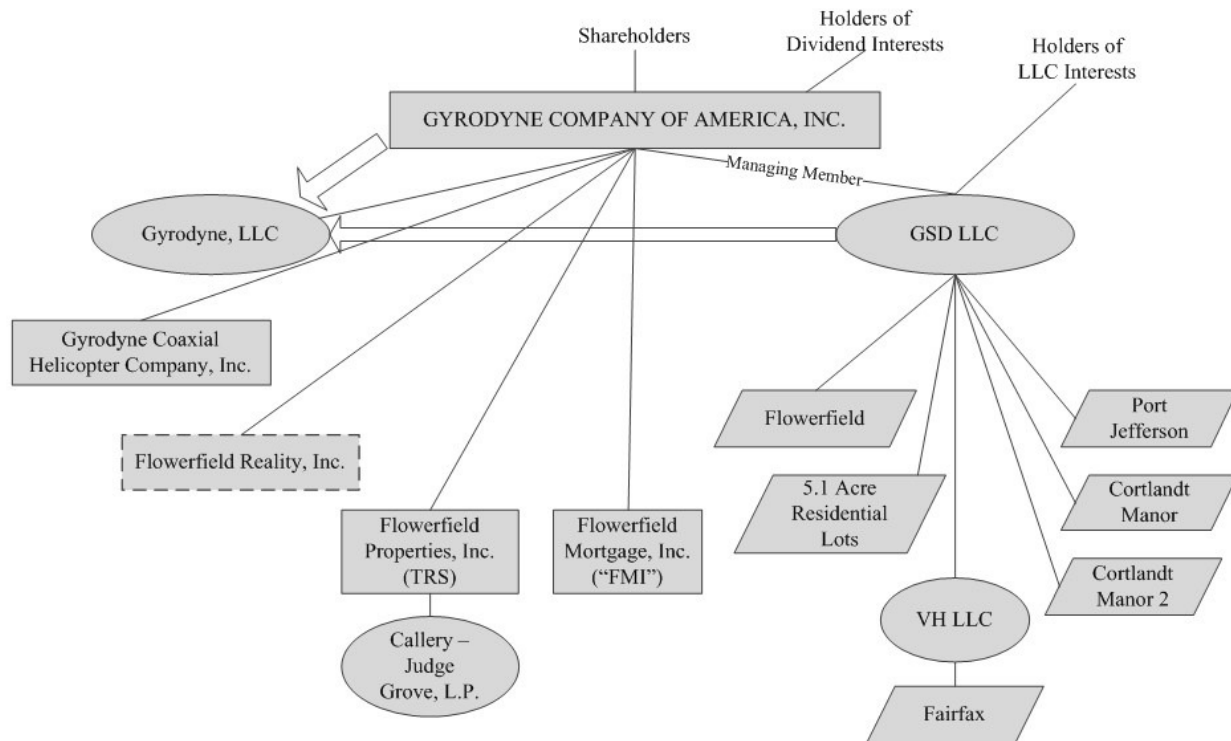 Shareholders
Holders of
Dividend Interests
Holders of
LLC Interests
GYRODYNE COMPANY OF AMERICA, INC.
Managing Member
Gyrodyne, LLC
GSD LLC
Gyrodyne Coaxial
Helicopter Company, Inc.
Flowerfield
Port
Jefferson
Flowerfield Reality, Inc.
5.1 Acre
Residential
Lots
Cortlandt
Manor
Flowerfield
Properties, Inc.
(TRS)
Flowerfield
Mortgage, Inc.
(“FMI”)
Cortlandt
Manor 2
VH LLC
Callery –
Judge
Grove, L.P.
Fairfax